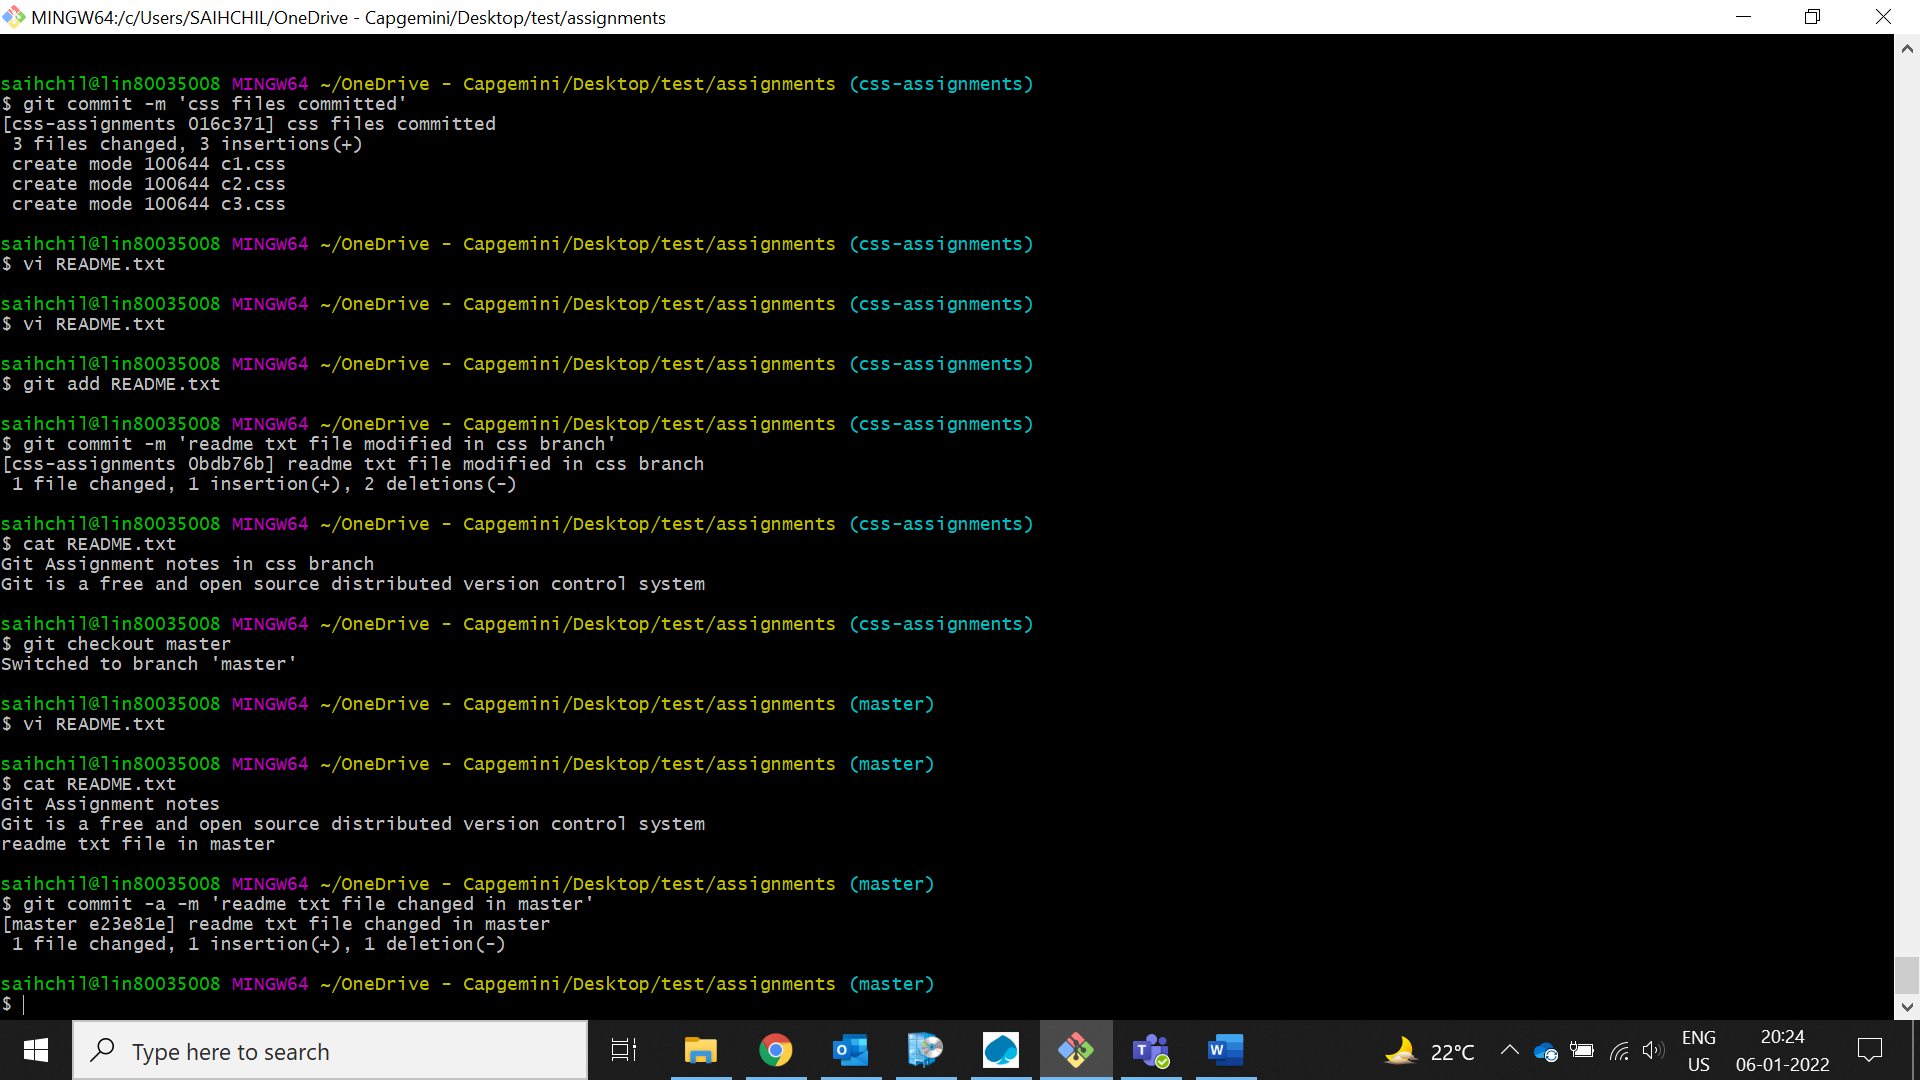 MINGW64:/c/Users/SAIHCHIL/OneDrive - Capgemini/Desktop/test/assignments
saihchil@lin80035008 MINGW64 ~/OneDrive - Capgemini/Desktop/test/assignments (css-assignments)
$ git commit -m 'css files committed'
[css-assignments 016c371] css files committed
 3 files changed, 3 insertions(+)
 create mode 100644 c1.css
 create mode 100644 c2.css
 create mode 100644 c3.css
saihchil@lin80035008 MINGW64 ~/OneDrive - Capgemini/Desktop/test/assignments (css-assignments)
$ vi README.txt
saihchil@lin80035008 MINGW64 ~/OneDrive - Capgemini/Desktop/test/assignments (css-assignments)
$ vi README.txt
saihchil@lin80035008 MINGW64 ~/OneDrive - Capgemini/Desktop/test/assignments (css-assignments)
$ git add README.txt
saihchil@lin80035008 MINGW64 ~/OneDrive - Capgemini/Desktop/test/assignments (css-assignments)
$ git commit -m 'readme txt file modified in css branch'
[css-assignments 0bdb76b] readme txt file modified in css branch
 1 file changed, 1 insertion(+), 2 deletions(-)
saihchil@lin80035008 MINGW64 ~/OneDrive - Capgemini/Desktop/test/assignments (css-assignments)
$ cat README.txt
Git Assignment notes in css branch
Git is a free and open source distributed version control system
saihchil@lin80035008 MINGW64 ~/OneDrive - Capgemini/Desktop/test/assignments (css-assignments)
$ git checkout master
Switched to branch 'master'
saihchil@lin80035008 MINGW64 ~/OneDrive - Capgemini/Desktop/test/assignments (master)
$ vi README.txt
saihchil@lin80035008 MINGW64 ~/OneDrive - Capgemini/Desktop/test/assignments (master)
$ cat README.txt
Git Assignment notes
Git is a free and open source distributed version control system
readme txt file in master
saihchil@lin80035008 MINGW64 ~/OneDrive - Capgemini/Desktop/test/assignments (master)
$ git commit -a -m 'readme txt file changed in master'
[master e23e81e] readme txt file changed in master
 1 file changed, 1 insertion(+), 1 deletion(-)
saihchil@lin80035008 MINGW64 ~/OneDrive - Capgemini/Desktop/test/assignments (master)
$
Type here to search
22°C
ENG
US
20:24
06-01-2022